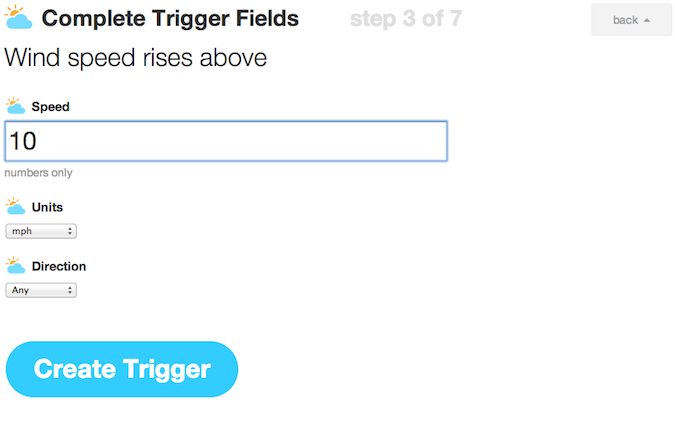 Complete Trigger Fields step 3 of 7 back
Wind speed rises above
Speed
10
numbers only
Units
mph
Direction
Any
Create Trigger